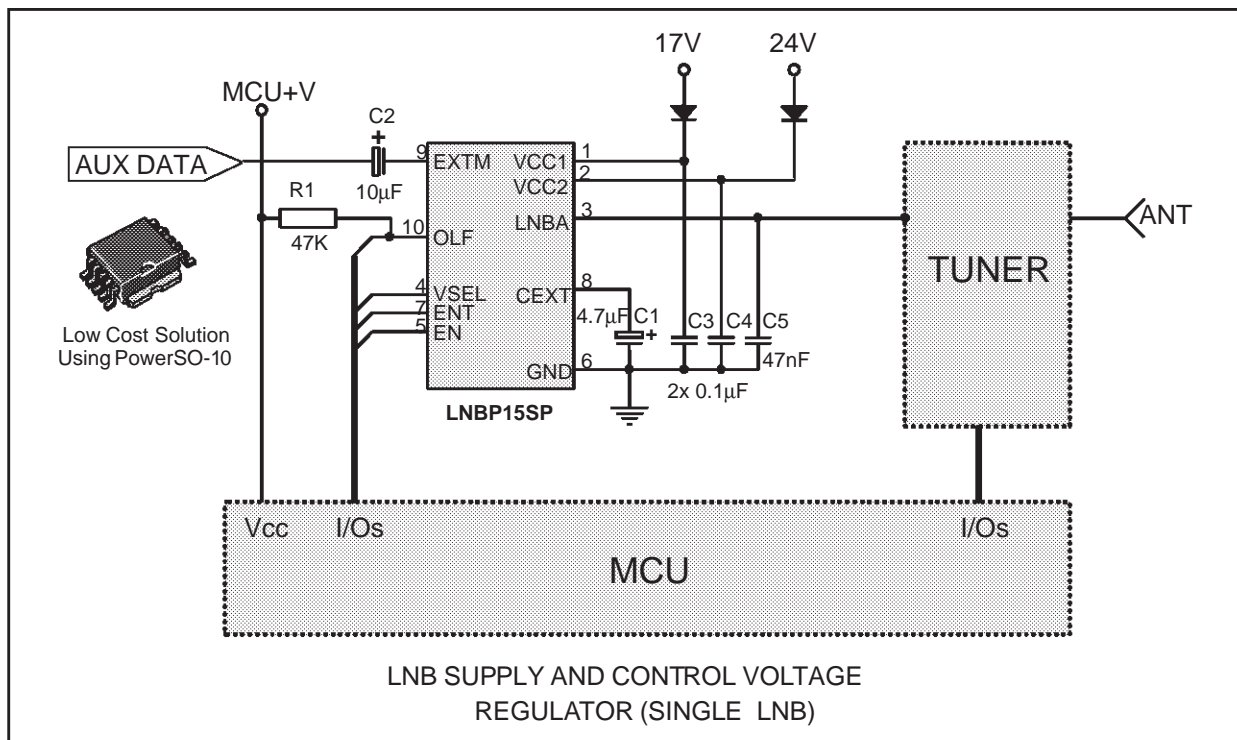 17V
24V
MCU+V
C2
+
AUX DATA
10µF
9
EXTM
VCC1
1
VCC2
2
R1
47K
10
OLF
LNBA
3
ANT
TUNER
4
VSEL
7
ENT
5
EN
CEXT
8
4.7µF
C1
+
C3
C4
C5
47nF
GND
6
2x 0.1µF
Low Cost Solution
Using PowerSO-10
LNBP15SP
Vcc
I/Os
I/Os
MCU
LNB SUPPLY AND CONTROL VOLTAGE
REGULATOR (SINGLE LNB)